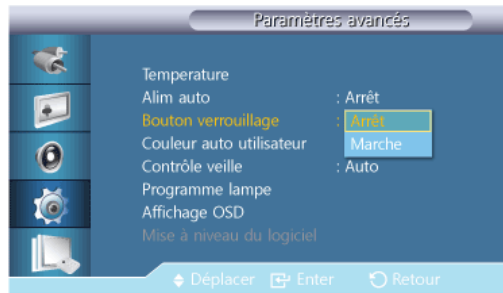 Paramètres avancés
Temperature
Alim auto : Arrêt
Bouton verrouillage : Arrêt
Marche
Couleur auto utilisateur
Contrôle veille : Auto
Programme lampe
Affichage OSD
Mise à niveau du logiciel
Déplacer Enter Retour